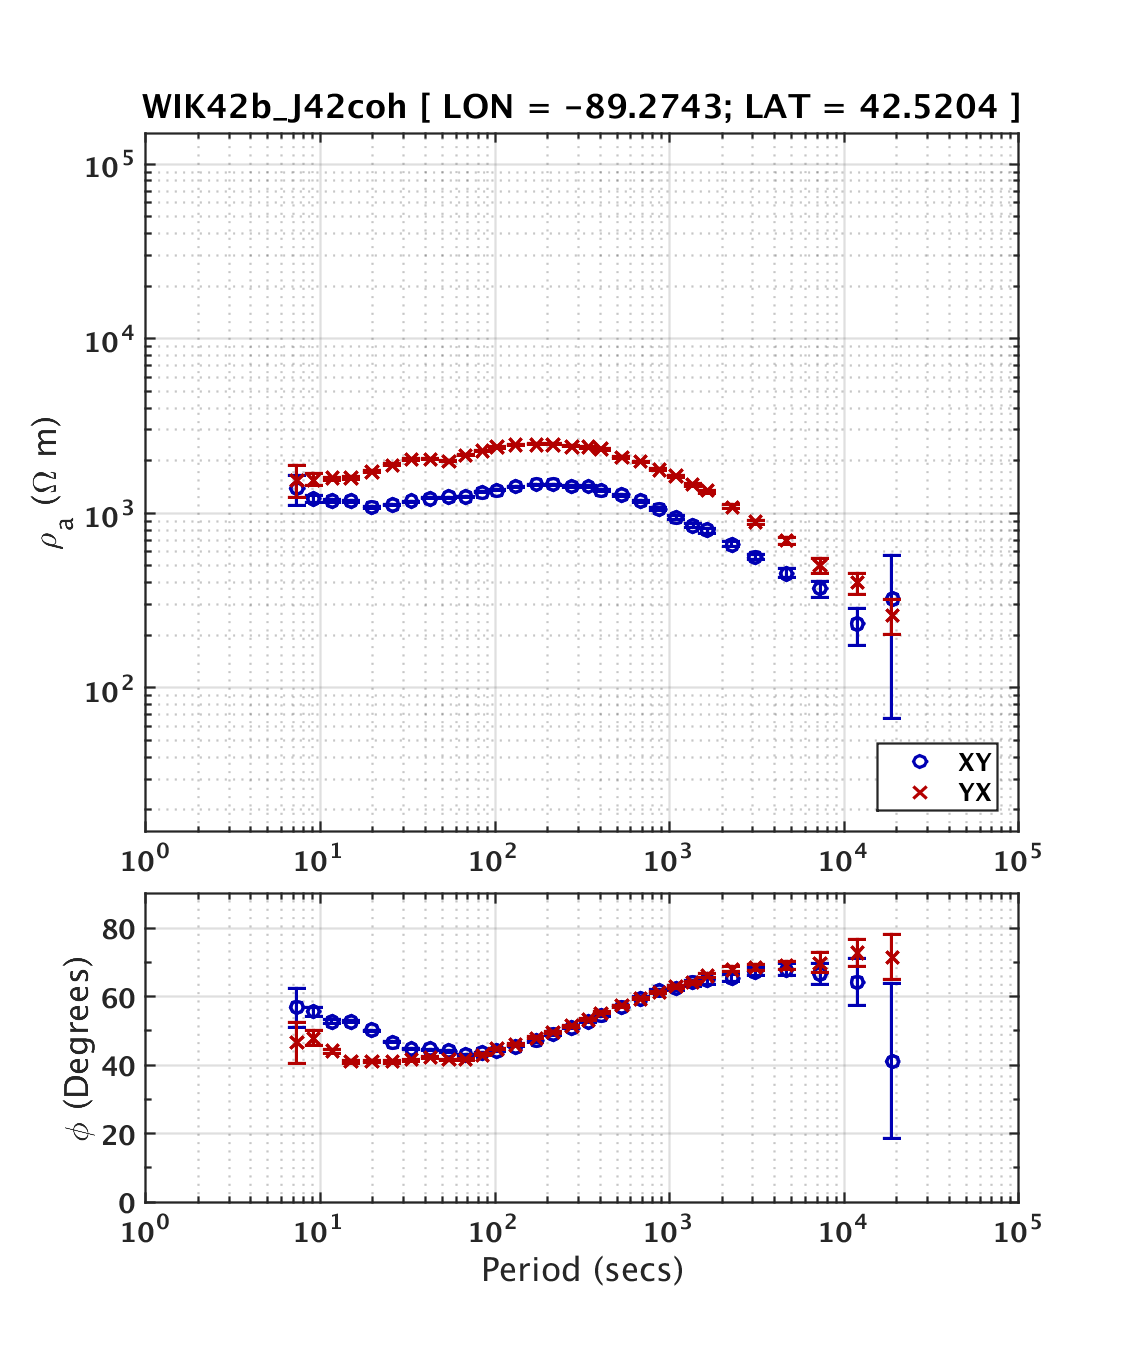 WIK42b_J42coh [ LON = -89.2743; LAT = 42.5204 ]
10^5
10^4
10^3
10^2
ρ_a (Ω m)
XY
YX
10^0 10^1 10^2 10^3 10^4 10^5
80
60
40
20
0
ϕ (Degrees)
10^0 10^1 10^2 10^3 10^4 10^5
Period (secs)